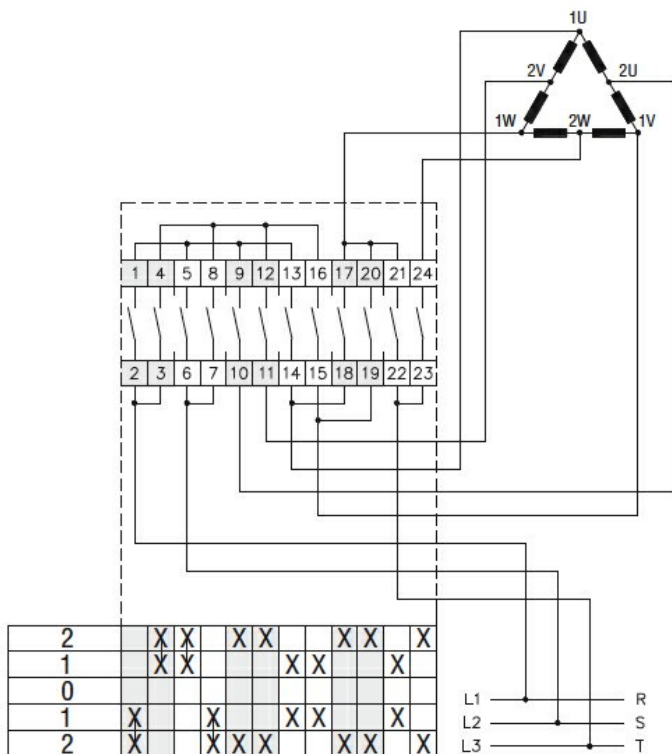 1U
2V 2U
1W 2W 1V
1 4 5 8 9 12 13 16 17 20 21 24
2 3 6 7 10 11 14 15 18 19 22 23
2 X X X X X X X
1 X X X X X
0
1 X X X X X
2 X X X X X X X
L1 R
L2 S
L3 T